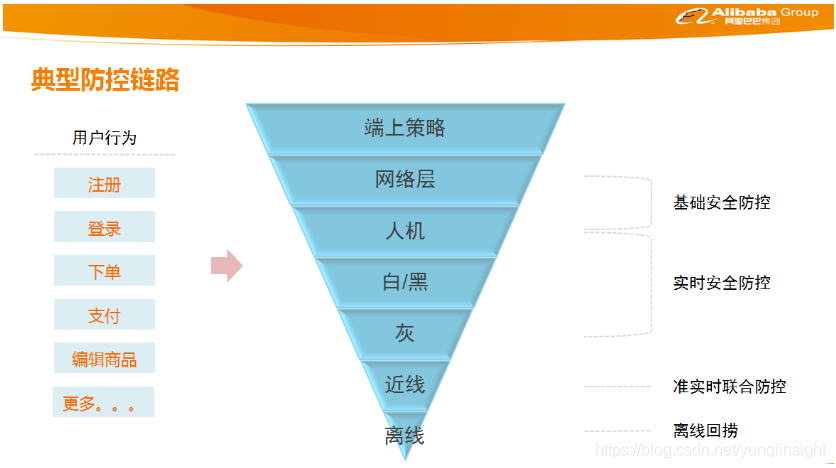 Alibaba Group
阿里巴巴集团
典型防控链路
用户行为
注册
登录
下单
支付
编辑商品
更多。。。
端上策略
网络层
人机
白/黑
灰
近线
离线
基础安全防控
实时安全防控
准实时联合防控
离线回捞
https://blog.csdn.net/yunqiinsight